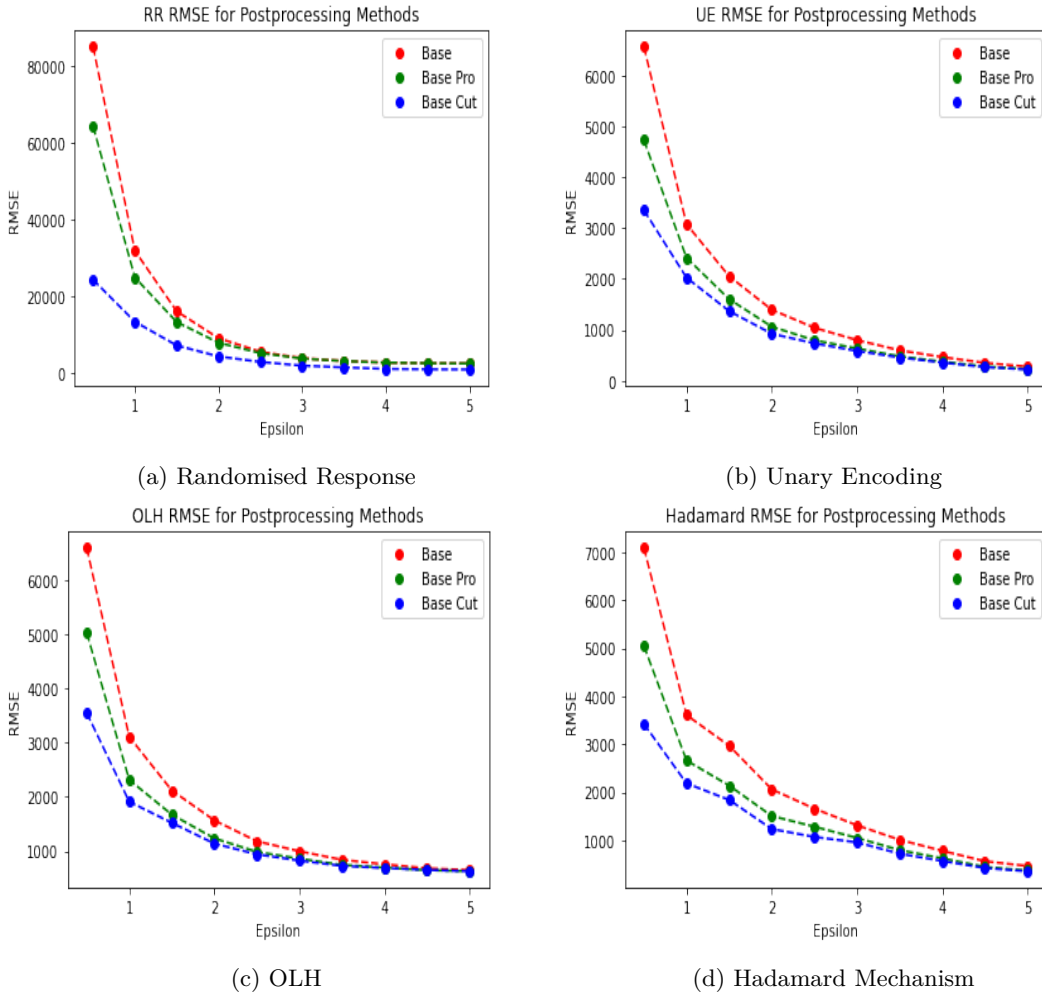 RR RMSE for Postprocessing Methods
Base
Base Pro
Base Cut
80000
60000
40000
20000
0
RMSE
1 2 3 4 5
Epsilon
(a) Randomised Response
UE RMSE for Postprocessing Methods
Base
Base Pro
Base Cut
6000
5000
4000
3000
2000
1000
0
RMSE
1 2 3 4 5
Epsilon
(b) Unary Encoding
OLH RMSE for Postprocessing Methods
Base
Base Pro
Base Cut
6000
5000
4000
3000
2000
1000
RMSE
1 2 3 4 5
Epsilon
(c) OLH
Hadamard RMSE for Postprocessing Methods
Base
Base Pro
Base Cut
7000
6000
5000
4000
3000
2000
1000
RMSE
1 2 3 4 5
Epsilon
(d) Hadamard Mechanism